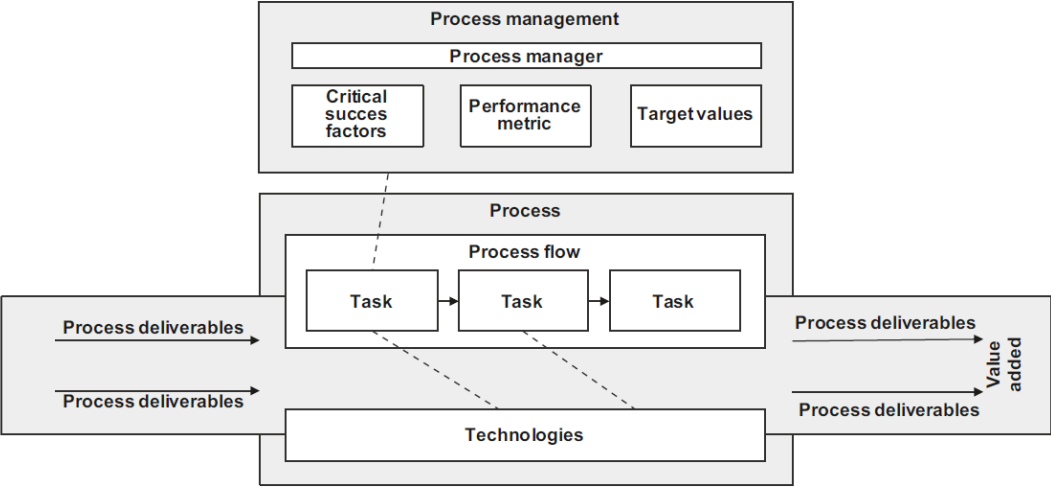 Process management
Process manager
Critical
succes
factors
Performance
metric
Target values
Process
Process flow
Task
Task
Task
Process deliverables
Process deliverables
Process deliverables
Process deliverables
Value
added
Technologies